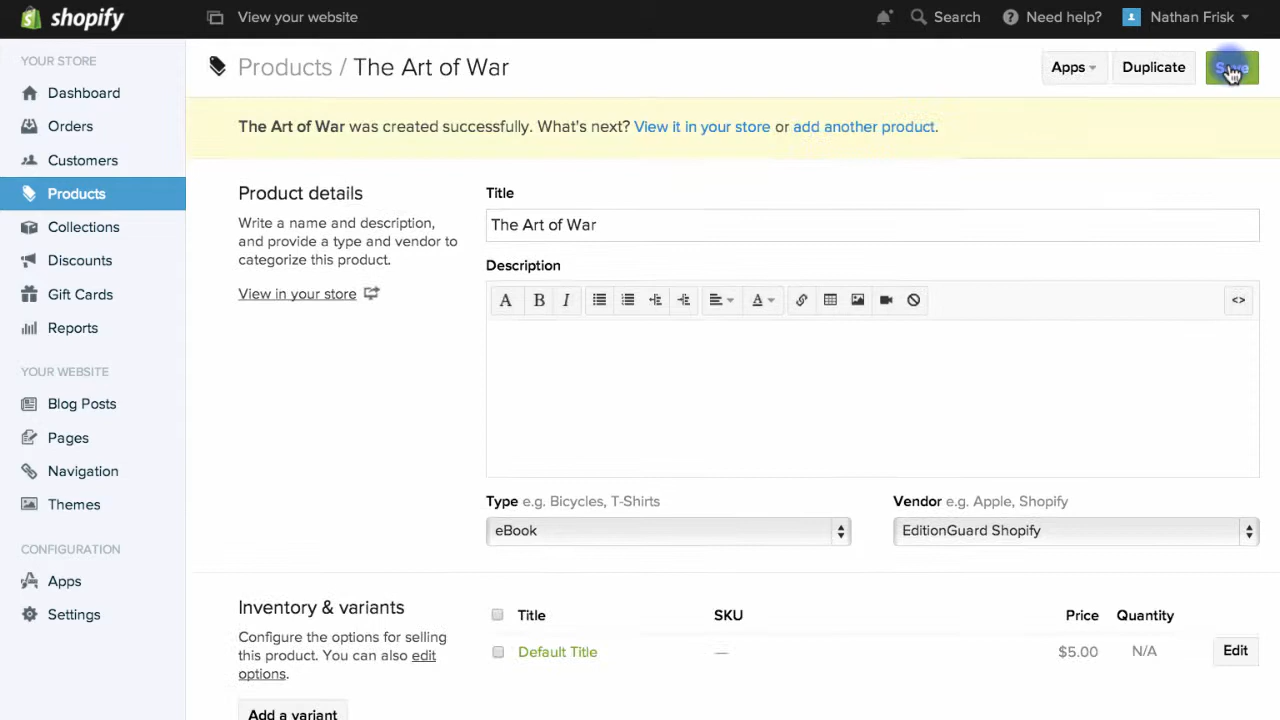 shopify
View your website
Search
Need help?
Nathan Frisk
YOUR STORE
Dashboard
Orders
Customers
Products
Collections
Discounts
Gift Cards
Reports
YOUR WEBSITE
Blog Posts
Pages
Navigation
Themes
CONFIGURATION
Apps
Settings
Products / The Art of War
Apps
Duplicate
The Art of War was created successfully. What's next? View it in your store or add another product.
Product details
Write a name and description,
and provide a type and vendor to
categorize this product.
View in your store
Title
The Art of War
Description
A B I
A
<>
Type e.g. Bicycles, T-Shirts
eBook
Vendor e.g. Apple, Shopify
EditionGuard Shopify
Inventory & variants
Configure the options for selling
this product. You can also edit
options.
Add a variant
Title SKU Price Quantity
Default Title — $5.00 N/A Edit